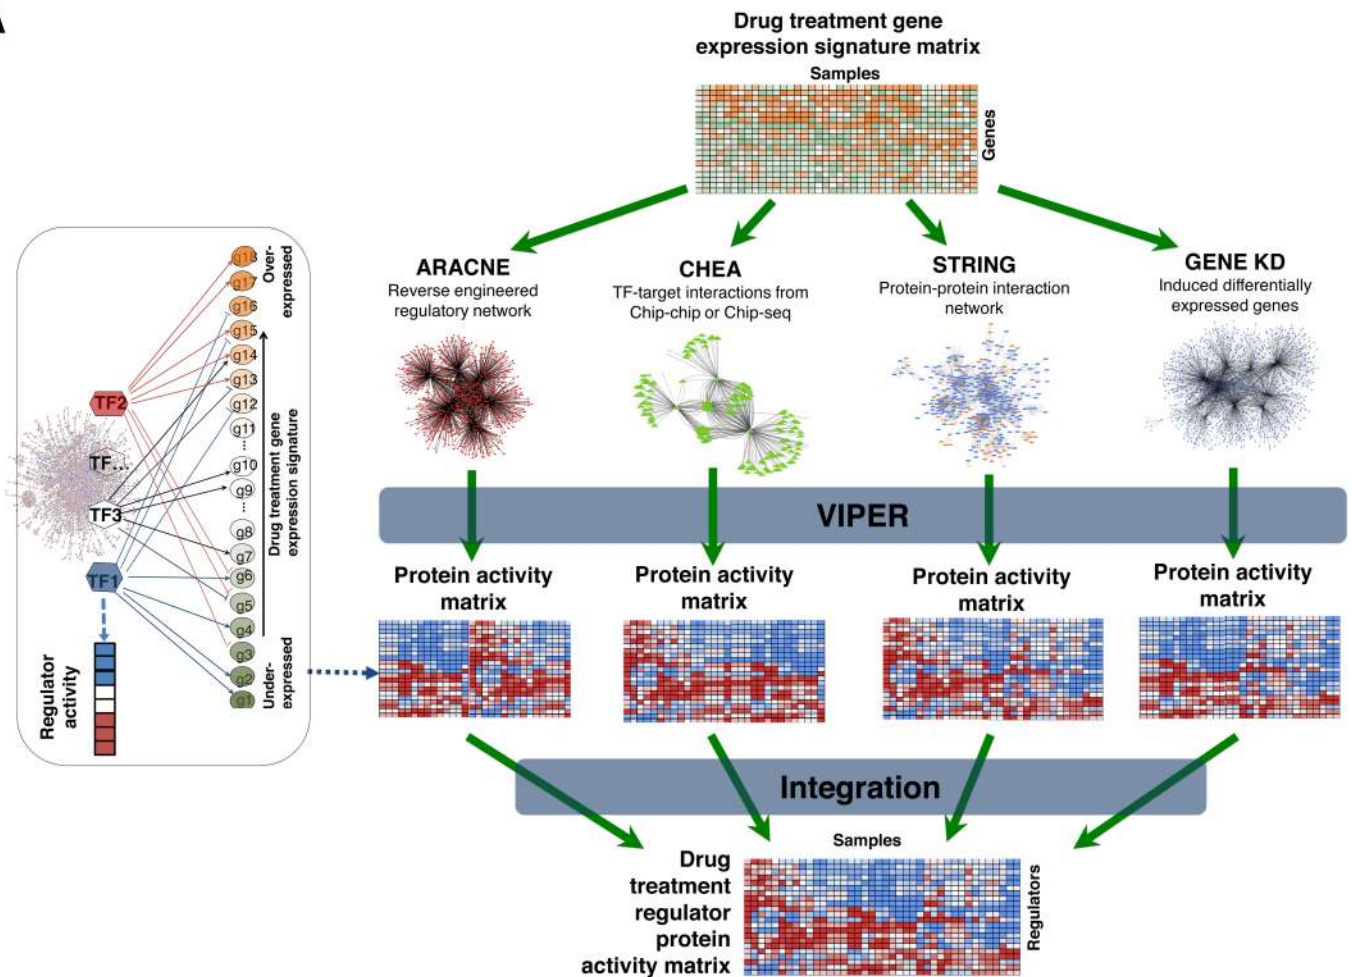 A
Drug treatment gene
expression signature matrix
Samples
Genes
ARACNE
Reverse engineered
regulatory network
CHEA
TF-target interactions from
Chip-chip or Chip-seq
STRING
Protein-protein interaction
network
GENE KD
Induced differentially
expressed genes
g18
g17
g16
g15
g14
g13
g12
g11
g10
g9
g8
g7
g6
g5
g4
g3
g2
g1
Over-
expressed
Drug treatment gene
expression signature
Under-
expressed
TF2
TF...
TF3
TF1
Regulator
activity
VIPER
Protein activity
matrix
Protein activity
matrix
Protein activity
matrix
Protein activity
matrix
Integration
Samples
Drug
treatment
regulator
protein
activity matrix
Regulators